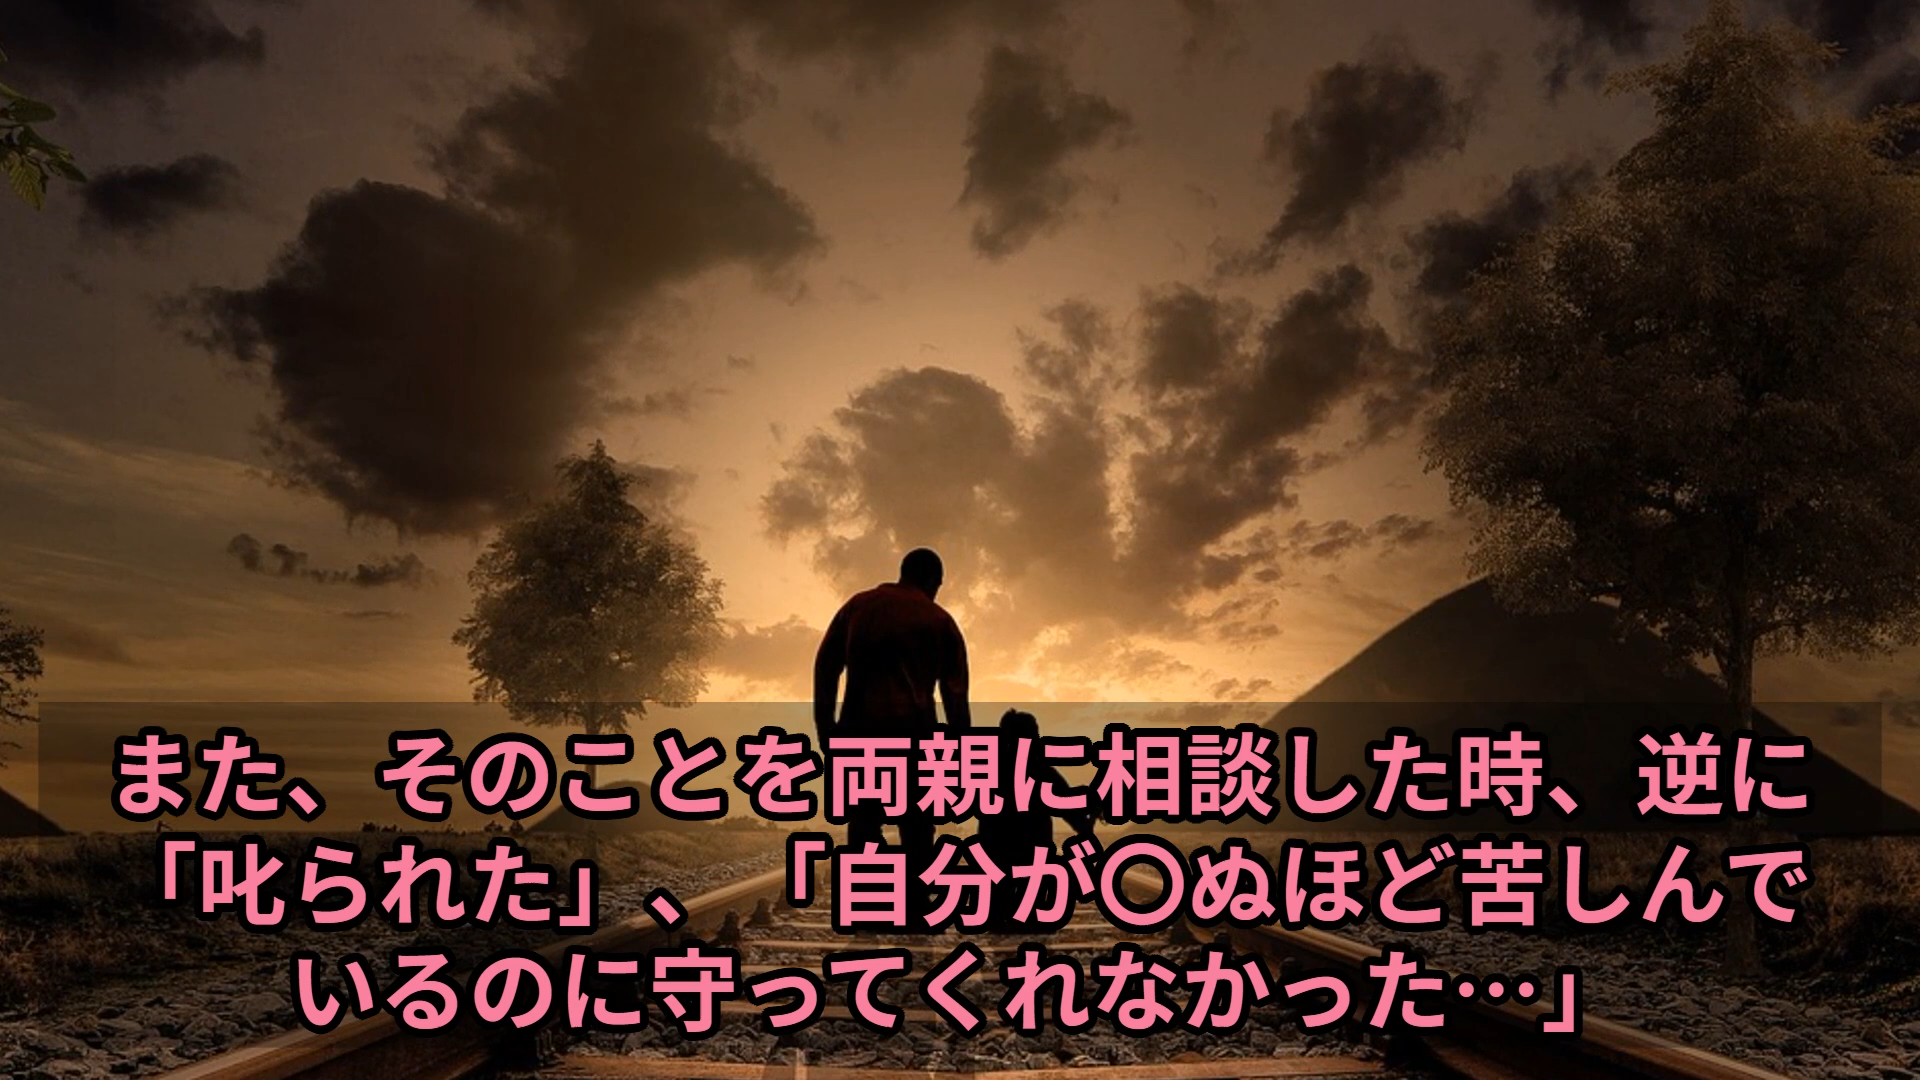 また、そのことを両親に相談した時、逆に
「叱られた」、「自分が〇ぬほど苦しんで
いるのに守ってくれなかった…」